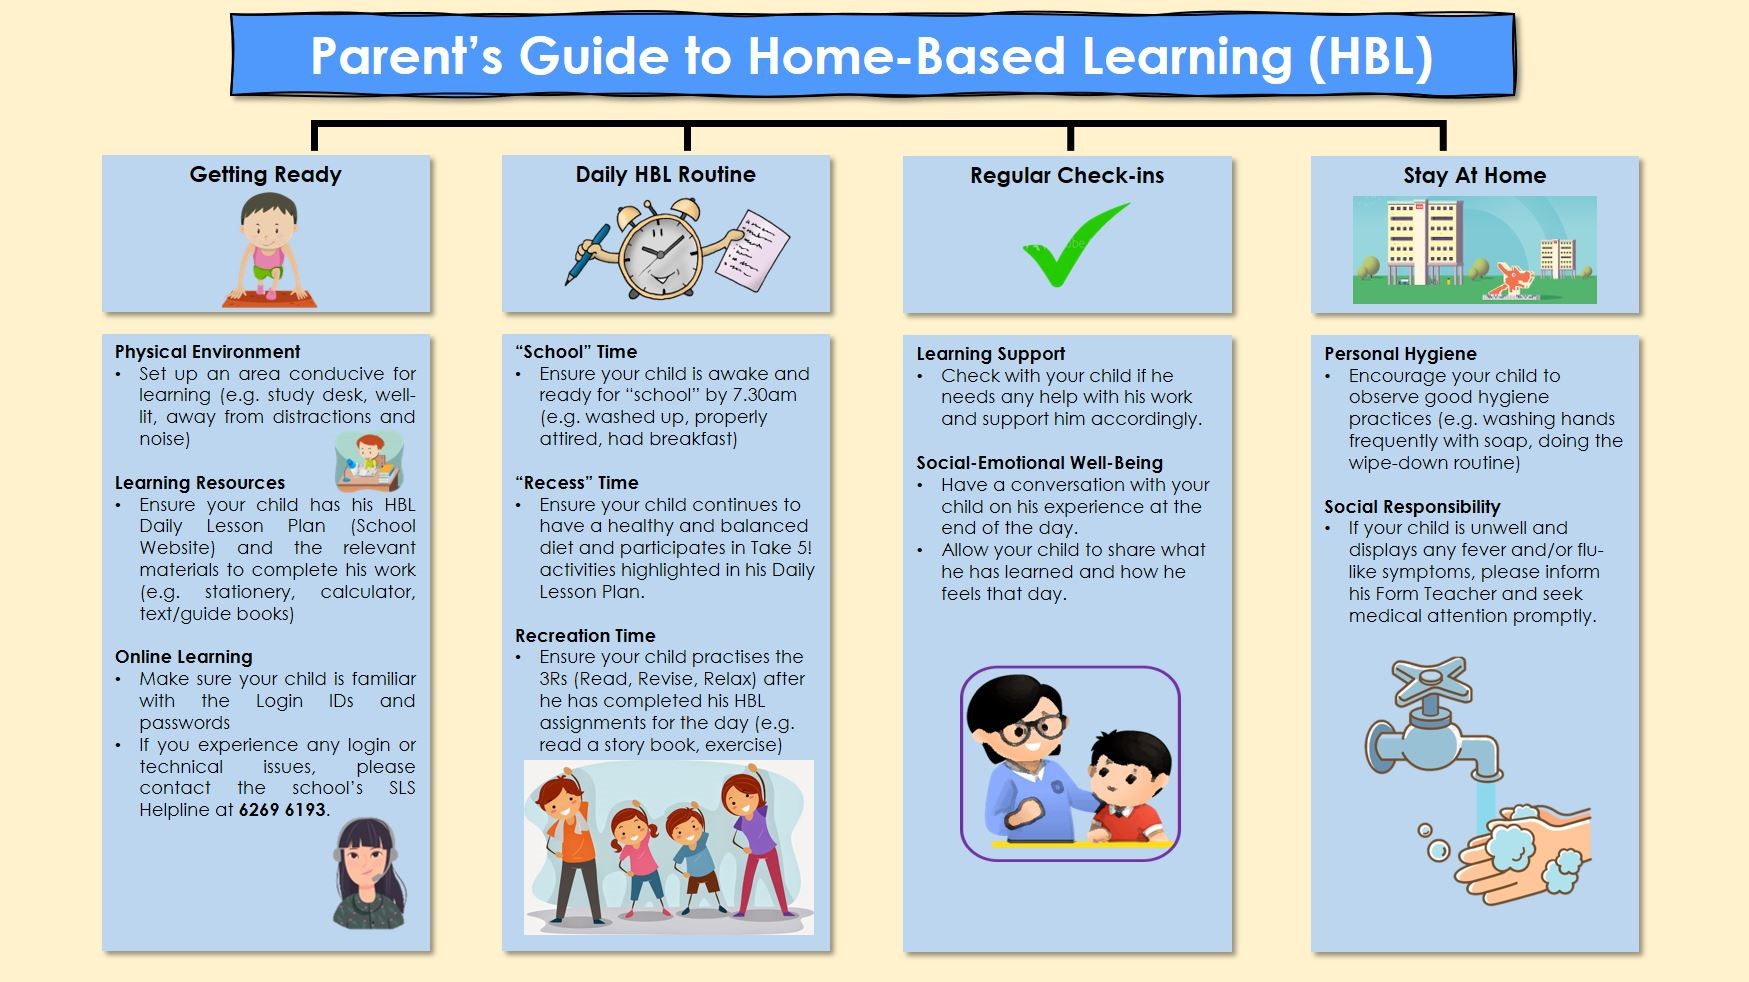 Parent's Guide to Home-Based Learning (HBL)
Getting Ready
Physical Environment
• Set up an area conducive for
learning (e.g. study desk, well-
lit, away from distractions and
noise)
Learning Resources
• Ensure your child has his HBL
Daily Lesson Plan (School
Website) and the relevant
materials to complete his work
(e.g. stationery, calculator,
text/guide books)
Online Learning
• Make sure your child is familiar
with the Login IDs and
passwords
• If you experience any login or
technical issues, please
contact the school's SLS
Helpline at 6269 6193.
Daily HBL Routine
“School” Time
• Ensure your child is awake and
ready for “school” by 7.30am
(e.g. washed up, properly
attired, had breakfast)
“Recess” Time
• Ensure your child continues to
have a healthy and balanced
diet and participates in Take 5!
activities highlighted in his Daily
Lesson Plan.
Recreation Time
• Ensure your child practises the
3Rs (Read, Revise, Relax) after
he has completed his HBL
assignments for the day (e.g.
read a story book, exercise)
Regular Check-ins
Learning Support
• Check with your child if he
needs any help with his work
and support him accordingly.
Social-Emotional Well-Being
• Have a conversation with your
child on his experience at the
end of the day.
• Allow your child to share what
he has learned and how he
feels that day.
Stay At Home
Personal Hygiene
• Encourage your child to
observe good hygiene
practices (e.g. washing hands
frequently with soap, doing the
wipe-down routine)
Social Responsibility
• If your child is unwell and
displays any fever and/or flu-
like symptoms, please inform
his Form Teacher and seek
medical attention promptly.